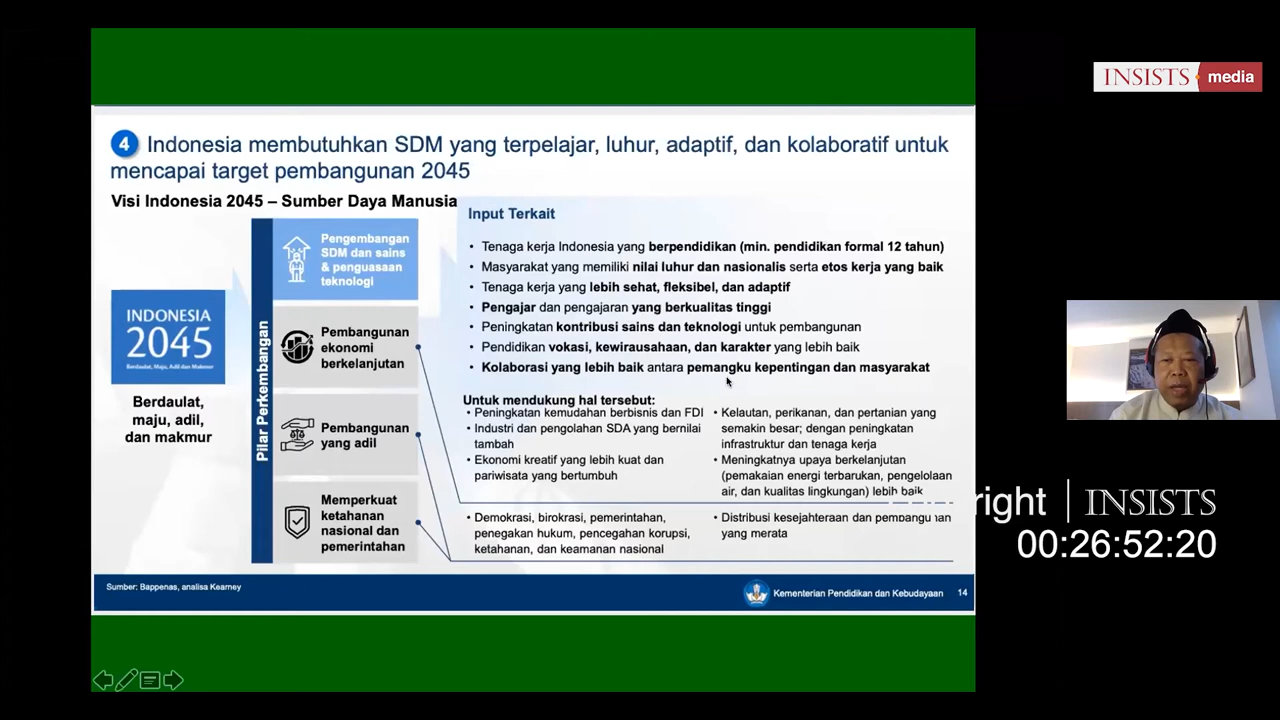 INSISTS media
4 Indonesia membutuhkan SDM yang terpelajar, luhur, adaptif, dan kolaboratif untuk
mencapai target pembangunan 2045
Visi Indonesia 2045 – Sumber Daya Manusia
INDONESIA
2045
Berdaulat, Maju, Adil dan Makmur
Berdaulat,
maju, adil,
dan makmur
Pilar Perkembangan
Pengembangan
SDM dan sains
& penguasaan
teknologi
Pembangunan
ekonomi
berkelanjutan
Pembangunan
yang adil
Memperkuat
ketahanan
nasional dan
pemerintahan
Input Terkait
• Tenaga kerja Indonesia yang berpendidikan (min. pendidikan formal 12 tahun)
• Masyarakat yang memiliki nilai luhur dan nasionalis serta etos kerja yang baik
• Tenaga kerja yang lebih sehat, fleksibel, dan adaptif
• Pengajar dan pengajaran yang berkualitas tinggi
• Peningkatan kontribusi sains dan teknologi untuk pembangunan
• Pendidikan vokasi, kewirausahaan, dan karakter yang lebih baik
• Kolaborasi yang lebih baik antara pemangku kepentingan dan masyarakat
Untuk mendukung hal tersebut:
• Peningkatan kemudahan berbisnis dan FDI
• Industri dan pengolahan SDA yang bernilai
tambah
• Ekonomi kreatif yang lebih kuat dan
pariwisata yang bertumbuh
• Kelautan, perikanan, dan pertanian yang
semakin besar; dengan peningkatan
infrastruktur dan tenaga kerja
• Meningkatnya upaya berkelanjutan
(pemakaian energi terbarukan, pengelolaan
air, dan kualitas lingkungan) lebih baik
• Demokrasi, birokrasi, pemerintahan,
penegakan hukum, pencegahan korupsi,
ketahanan, dan keamanan nasional
• Distribusi kesejahteraan dan pembangunan
yang merata
Sumber: Bappenas, analisa Kearney
Kementerian Pendidikan dan Kebudayaan 14
right | INSISTS
00:26:52:20